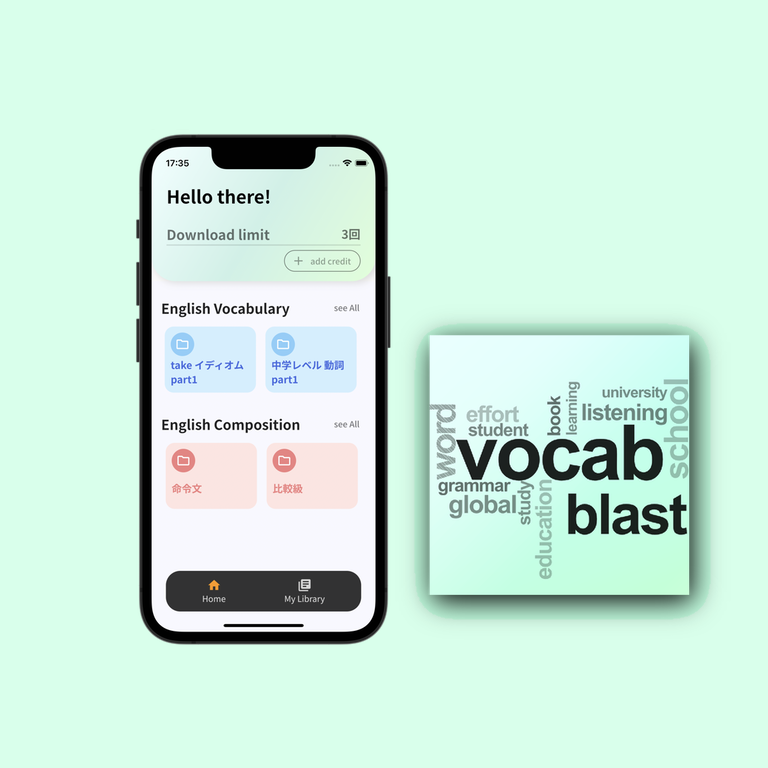 17:35
Hello there!
Download limit 3回
+ add credit
English Vocabulary see All
take イディオム
part1
中学レベル 動詞
part1
English Composition see All
命令文
比較級
Home
My Library
word
effort
student
book
learning
university
listening
school
vocab
grammar
global
study
education
blast